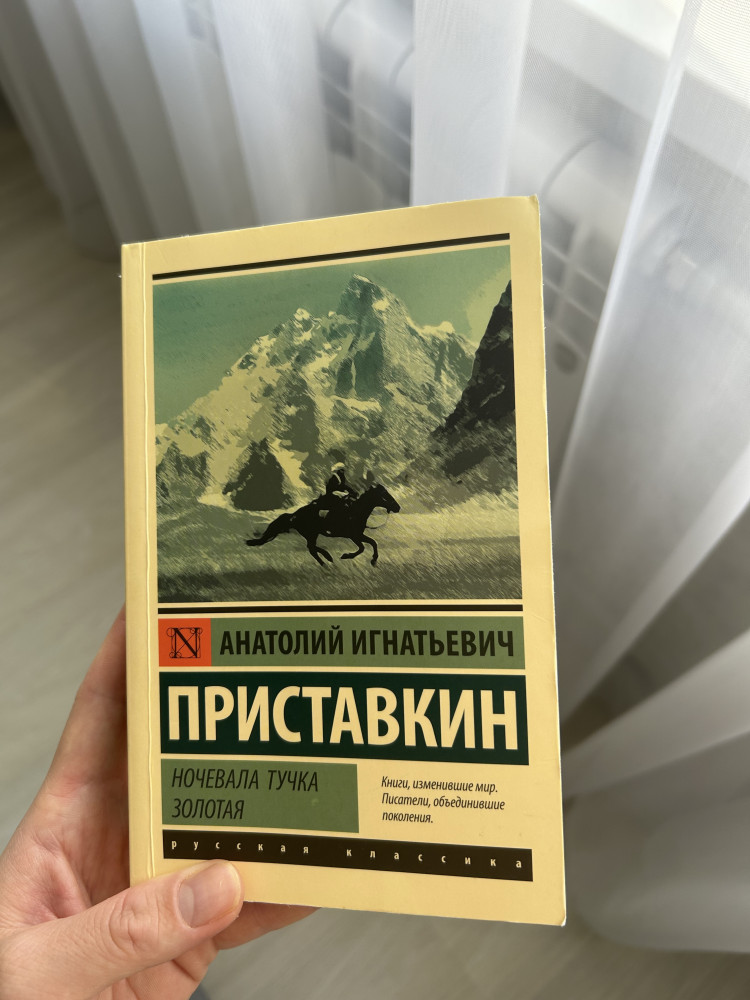 N АНАТОЛИЙ ИГНАТЬЕВИЧ
ПРИСТАВКИН
НОЧЕВАЛА ТУЧКА
ЗОЛОТАЯ
Книги, изменившие мир.
Писатели, объединившие
поколения.
русская классика